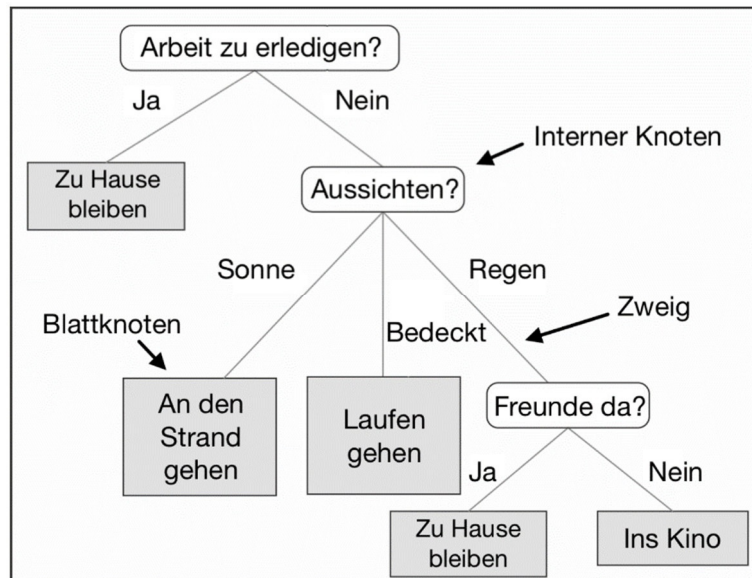 Arbeit zu erledigen?
Ja
Nein
Interner Knoten
Zu Hause
bleiben
Aussichten?
Sonne
Regen
Zweig
Blattknoten
Bedeckt
An den
Strand
gehen
Laufen
gehen
Freunde da?
Ja
Nein
Zu Hause
bleiben
Ins Kino